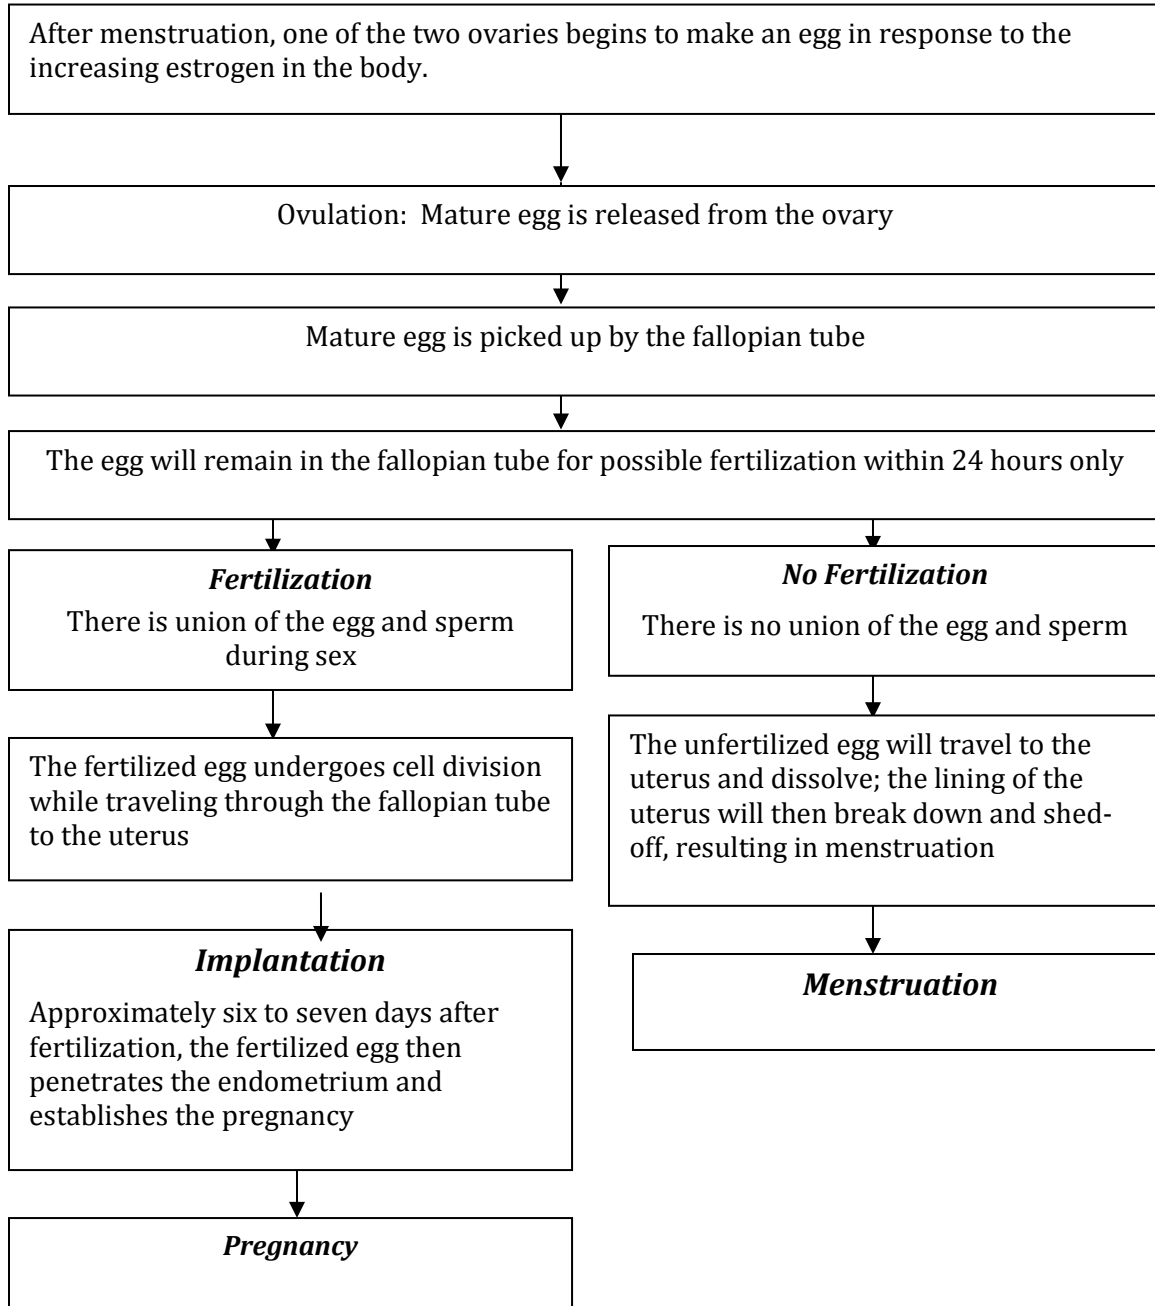 After menstruation, one of the two ovaries begins to make an egg in response to the
increasing estrogen in the body.
Ovulation:  Mature egg is released from the ovary
Mature egg is picked up by the fallopian tube
The egg will remain in the fallopian tube for possible fertilization within 24 hours only
Fertilization
There is union of the egg and sperm
during sex
No Fertilization
There is no union of the egg and sperm
The fertilized egg undergoes cell division
while traveling through the fallopian tube
to the uterus
The unfertilized egg will travel to the
uterus and dissolve; the lining of the
uterus will then break down and shed-
off, resulting in menstruation
Implantation
Approximately six to seven days after
fertilization, the fertilized egg then
penetrates the endometrium and
establishes the pregnancy
Menstruation
Pregnancy